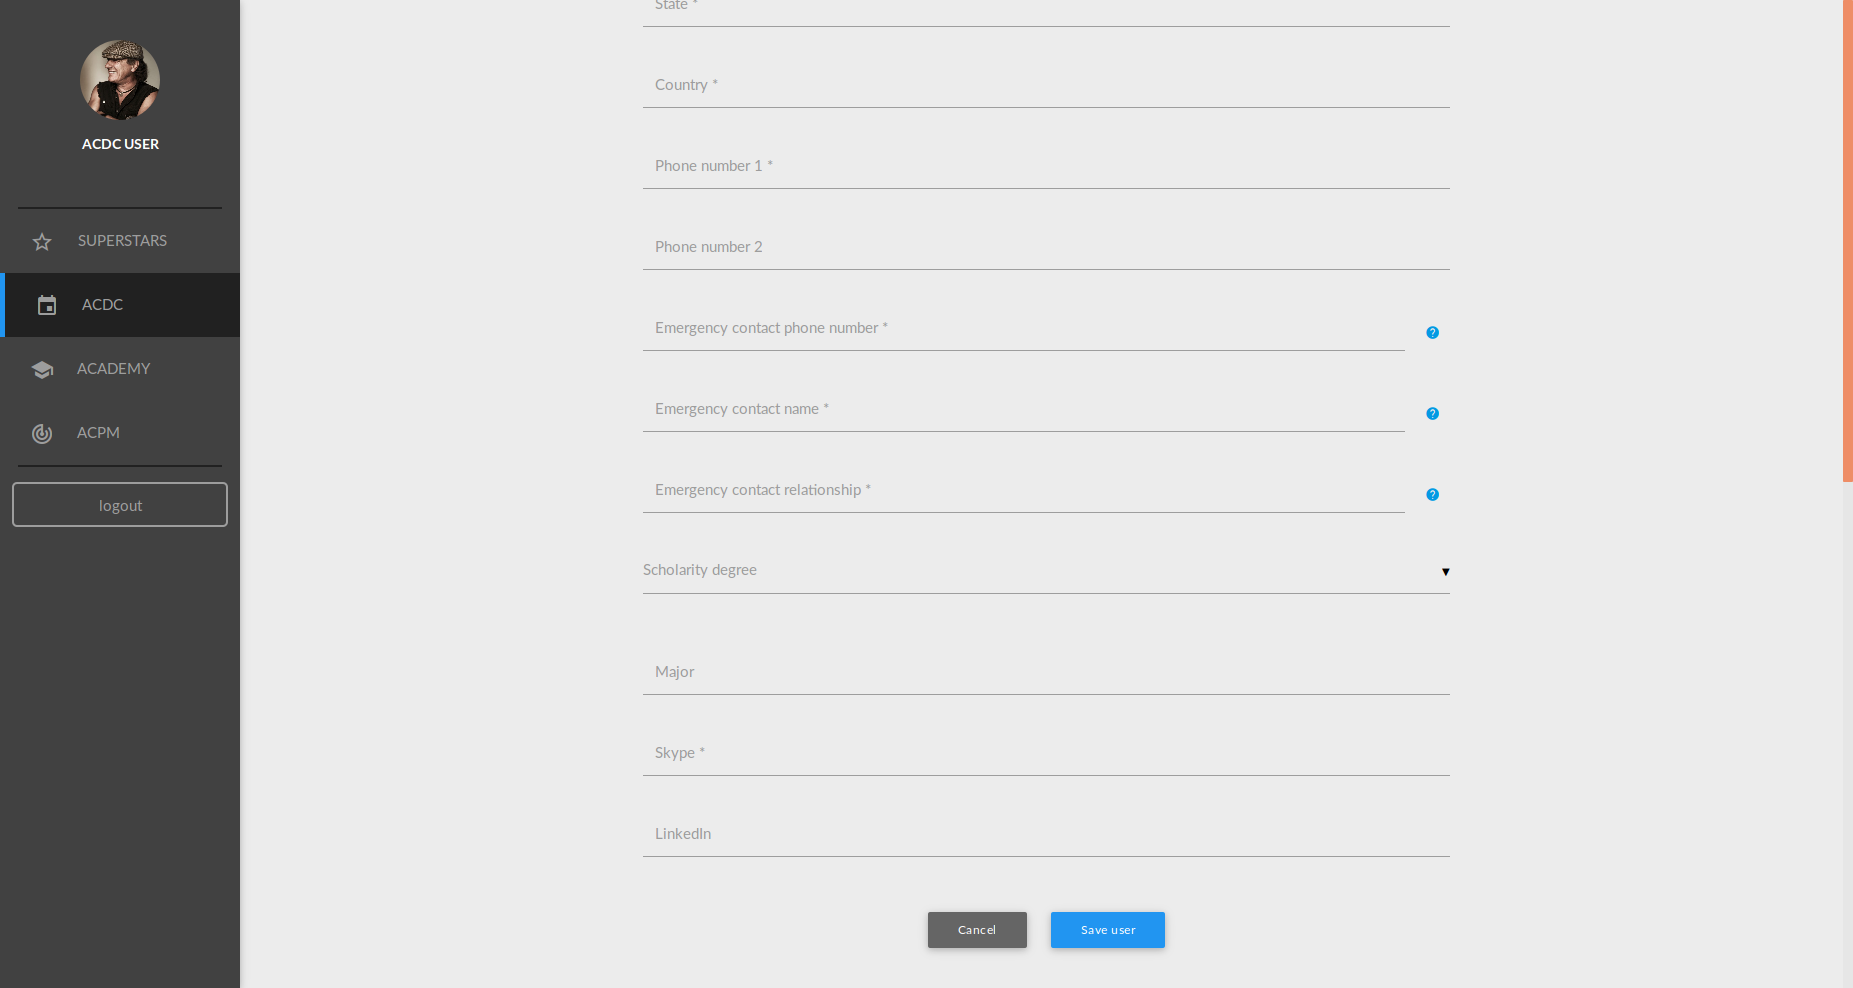 ACDC USER
SUPERSTARS
ACDC
ACADEMY
ACPM
logout
State *
Country *
Phone number 1 *
Phone number 2
Emergency contact phone number *
Emergency contact name *
Emergency contact relationship *
Scholarity degree
Major
Skype *
LinkedIn
Cancel
Save user